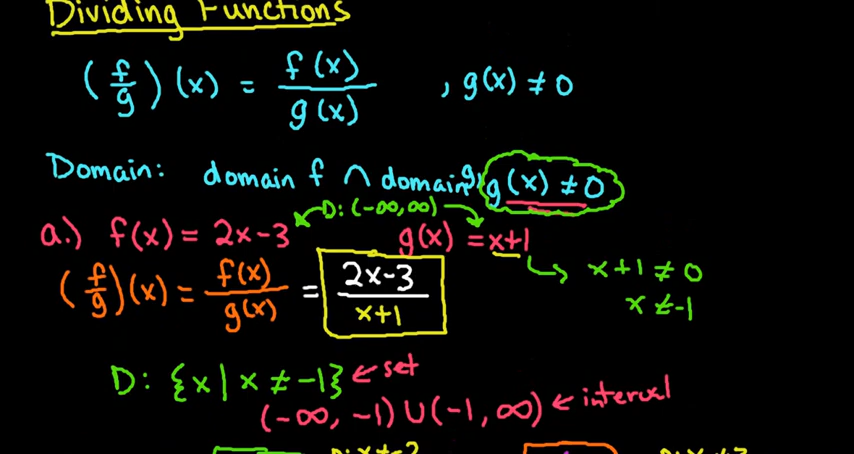 Dividing Functions
(f/g)(x) = f(x)/g(x) , g(x) ≠ 0
Domain: domain f ∩ domain g, g(x) ≠ 0
D: (-∞, ∞)
a.) f(x) = 2x-3 g(x) = x+1
x+1 ≠ 0
(f/g)(x) = f(x)/g(x) = 2x-3/x+1
x ≠ -1
D: {x | x ≠ -1} ← set
(-∞, -1) ∪ (-1, ∞) ← interval